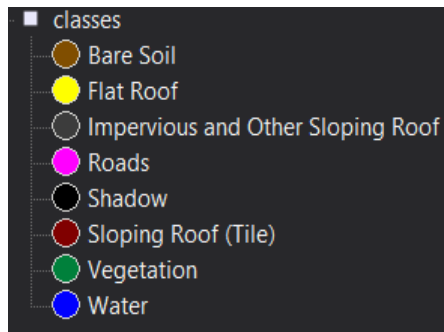 classes
Bare Soil
Flat Roof
Impervious and Other Sloping Roof
Roads
Shadow
Sloping Roof (Tile)
Vegetation
Water